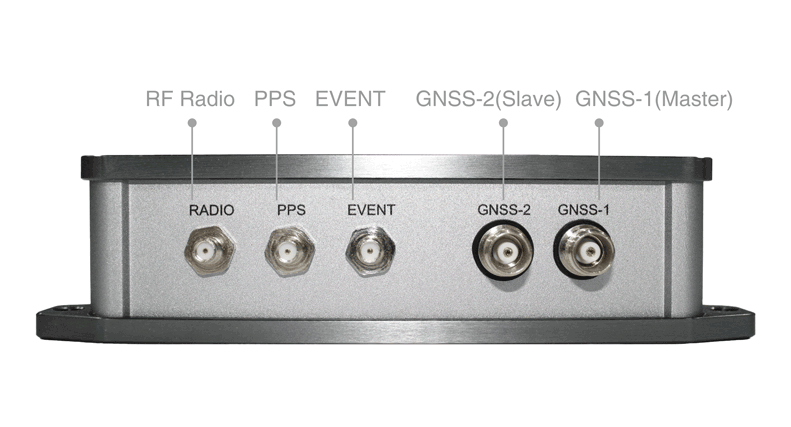 RF Radio PPS EVENT GNSS-2(Slave) GNSS-1(Master)
RADIO PPS EVENT GNSS-2 GNSS-1